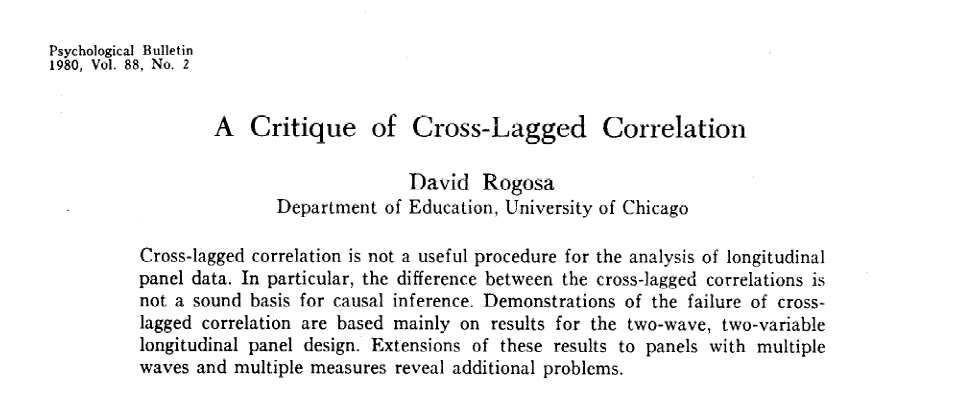 Psychological Bulletin
1980, Vol. 88, No. 2
A Critique of Cross-Lagged Correlation
David Rogosa
Department of Education, University of Chicago
Cross-lagged correlation is not a useful procedure for the analysis of longitudinal
panel data. In particular, the difference between the cross-lagged correlations is
not a sound basis for causal inference. Demonstrations of the failure of cross-
lagged correlation are based mainly on results for the two-wave, two-variable
longitudinal panel design. Extensions of these results to panels with multiple
waves and multiple measures reveal additional problems.